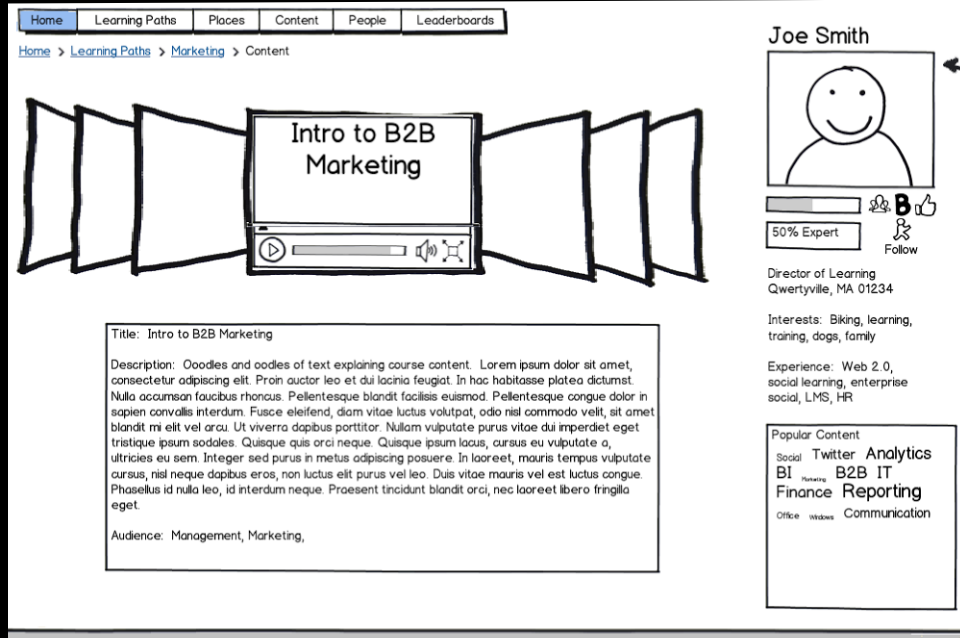 Home Learning Paths Places Content People Leaderboards
Home > Learning Paths > Marketing > Content
Intro to B2B
Marketing
Title: Intro to B2B Marketing
Description: Ooodles and oodles of text explaining course content. Lorem ipsum dolor sit amet,
consectetur adipiscing elit. Proin auctor leo et dui lacinia feugiat. In hac habitasse platea dictumst.
Nulla accumsan faucibus rhoncus. Pellentesque blandit facilisis euismod. Pellentesque congue dolor in
sapien convallis interdum. Fusce eleifend, diam vitae luctus volutpat, odio nisl commodo velit, sit amet
blandit mi elit vel arcu. Ut viverra dapibus porttitor. Nullam vulputate purus vitae dui imperdiet eget
tristique ipsum sodales. Quisque quis orci neque. Quisque ipsum lacus, cursus eu vulputate a,
ultricies eu sem. Integer sed purus in metus adipiscing posuere. In laoreet, mauris tempus vulputate
cursus, nisl neque dapibus eros, non luctus elit purus vel leo. Duis vitae mauris vel est luctus congue.
Phasellus id nulla leo, id interdum neque. Praesent tincidunt blandit orci, nec laoreet libero fringilla
eget.
Audience: Management, Marketing,
Joe Smith
B
50% Expert
Follow
Director of Learning
Qwertyville, MA 01234
Interests: Biking, learning,
training, dogs, family
Experience: Web 2.0,
social learning, enterprise
social, LMS, HR
Popular Content
Social Twitter Analytics
BI Marketing B2B IT
Finance Reporting
Office Windows Communication